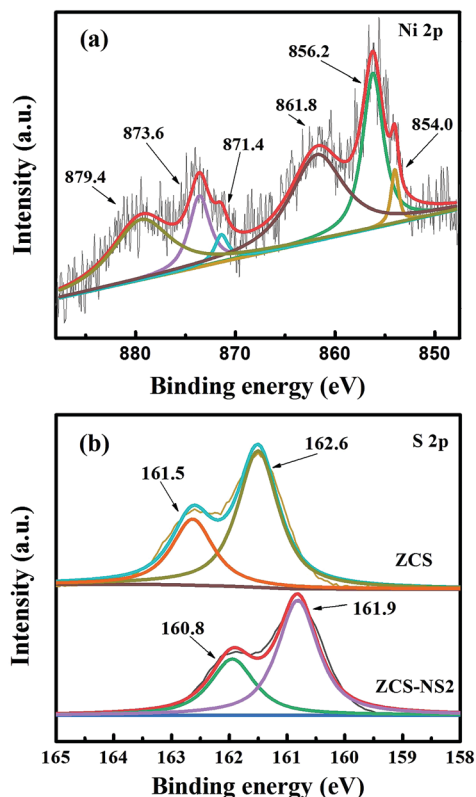 (a)
Ni 2p
856.2
861.8
854.0
873.6
871.4
879.4
Intensity (a.u.)
880
870
860
850
Binding energy (eV)
(b)
S 2p
162.6
161.5
ZCS
161.9
160.8
ZCS-NS2
Intensity (a.u.)
165
164
163
162
161
160
159
158
Binding energy (eV)